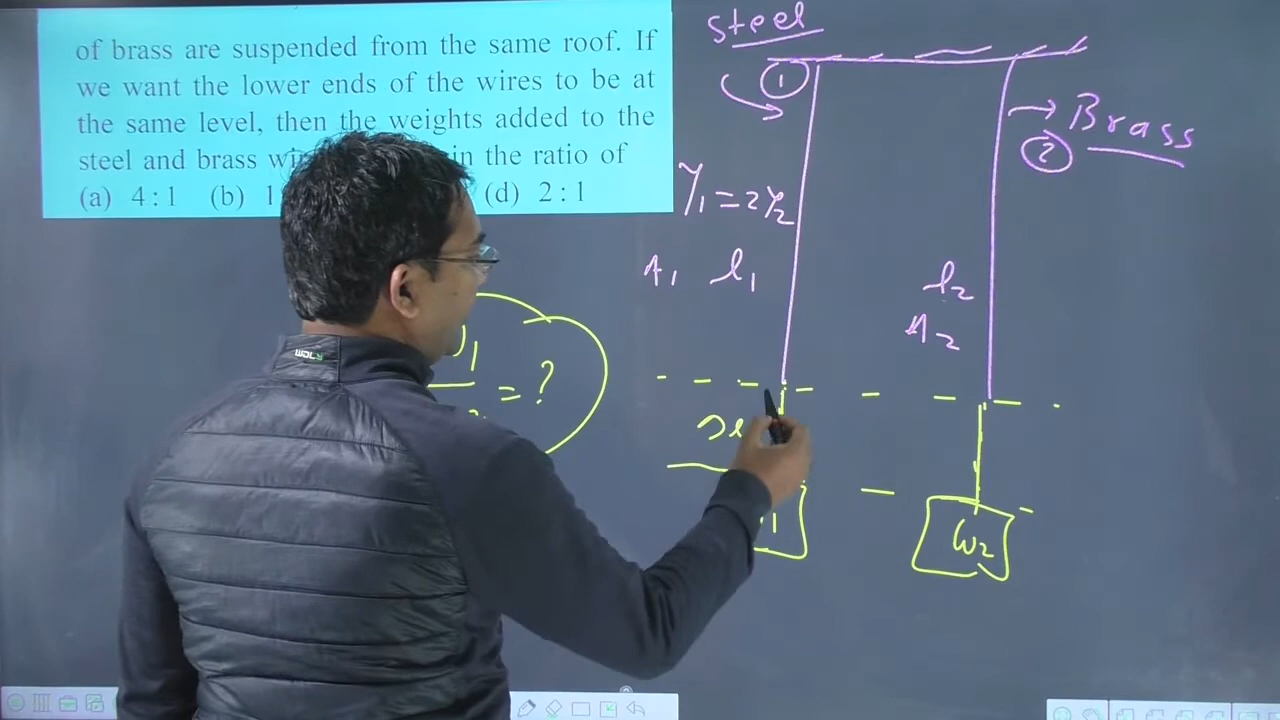 of brass are suspended from the same roof. If
we want the lower ends of the wires to be at
the same level, then the weights added to the
steel and brass in the ratio of
(a) 4 : 1 (b) 1 (d) 2 : 1
Steel
1
Brass
2
Y₁ = 2Y₂
A₁ l₁
l₂
A₂
= ?
1
W₂